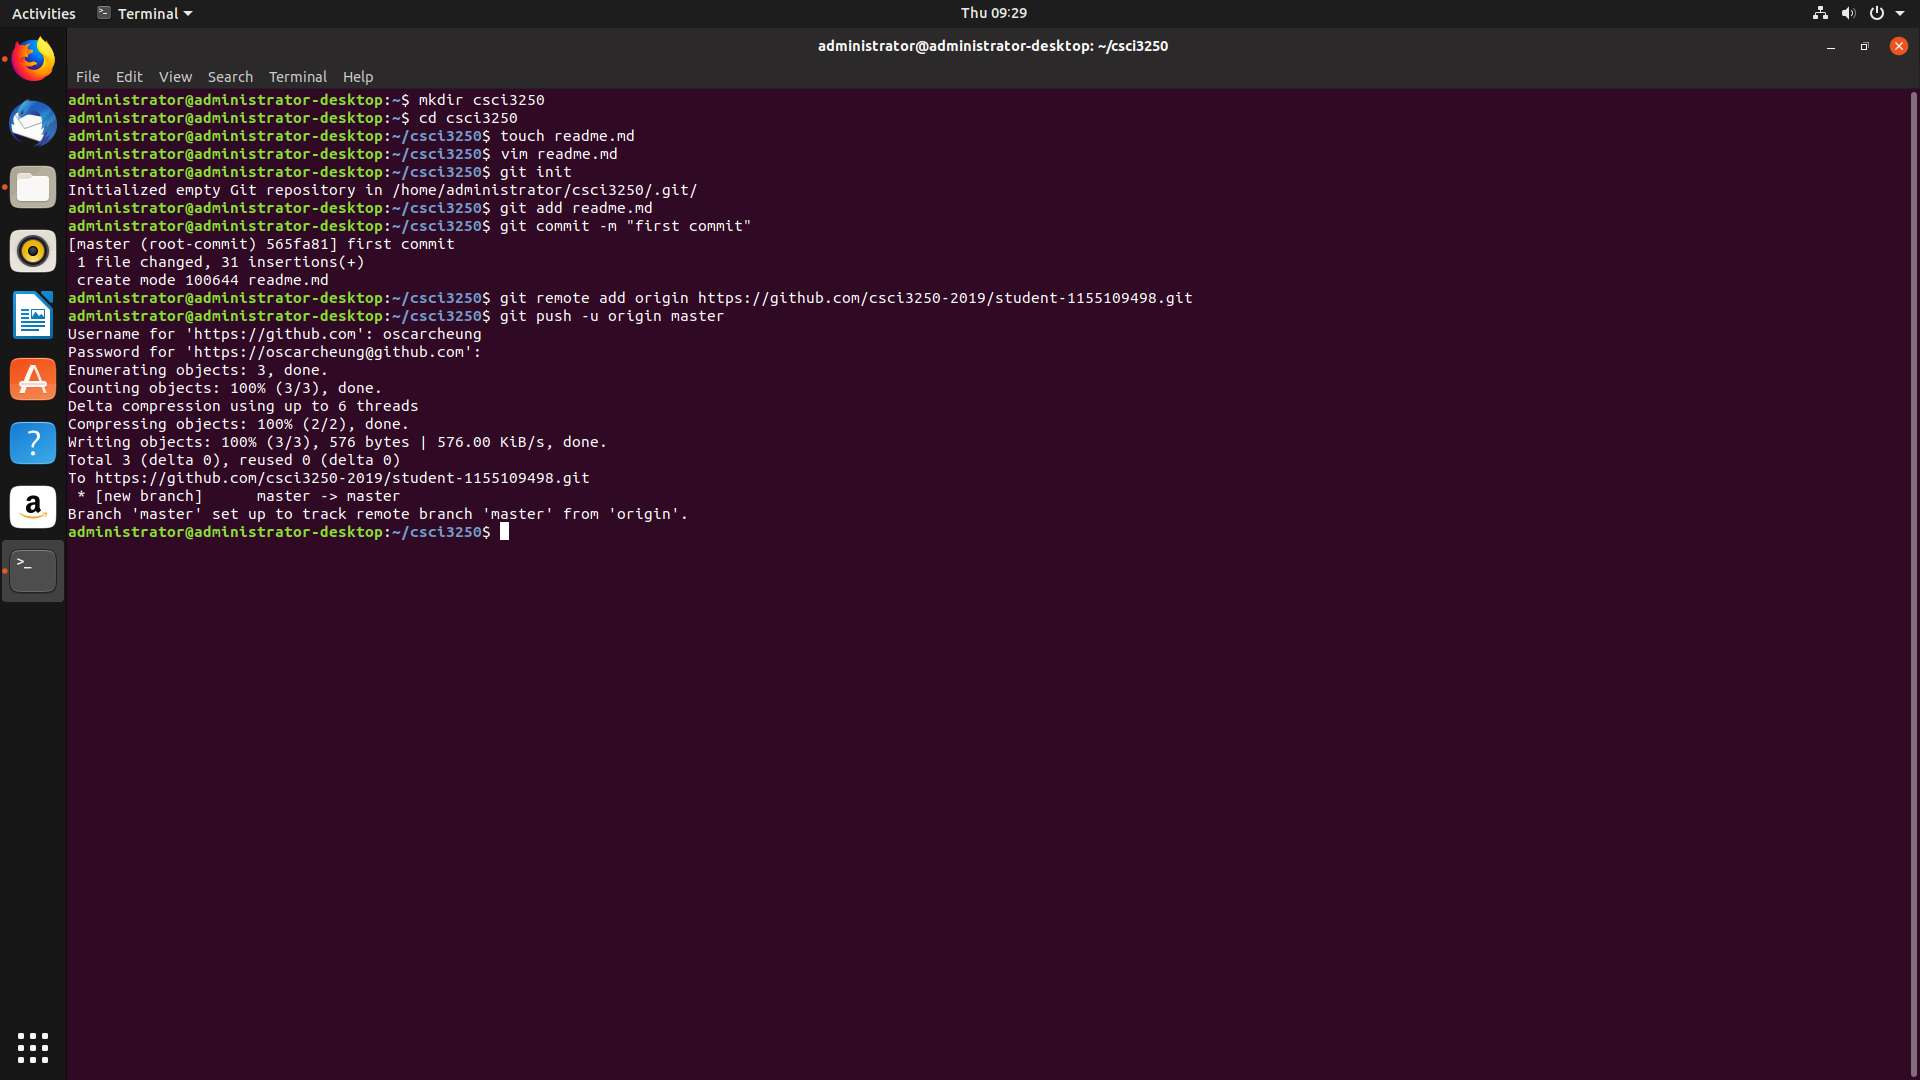 Activities Terminal Thu 09:29
administrator@administrator-desktop: ~/csci3250
File Edit View Search Terminal Help
administrator@administrator-desktop:~$ mkdir csci3250
administrator@administrator-desktop:~$ cd csci3250
administrator@administrator-desktop:~/csci3250$ touch readme.md
administrator@administrator-desktop:~/csci3250$ vim readme.md
administrator@administrator-desktop:~/csci3250$ git init
Initialized empty Git repository in /home/administrator/csci3250/.git/
administrator@administrator-desktop:~/csci3250$ git add readme.md
administrator@administrator-desktop:~/csci3250$ git commit -m "first commit"
[master (root-commit) 565fa81] first commit
 1 file changed, 31 insertions(+)
 create mode 100644 readme.md
administrator@administrator-desktop:~/csci3250$ git remote add origin https://github.com/csci3250-2019/student-1155109498.git
administrator@administrator-desktop:~/csci3250$ git push -u origin master
Username for 'https://github.com': oscarcheung
Password for 'https://oscarcheung@github.com':
Enumerating objects: 3, done.
Counting objects: 100% (3/3), done.
Delta compression using up to 6 threads
Compressing objects: 100% (2/2), done.
Writing objects: 100% (3/3), 576 bytes | 576.00 KiB/s, done.
Total 3 (delta 0), reused 0 (delta 0)
To https://github.com/csci3250-2019/student-1155109498.git
 * [new branch]      master -> master
Branch 'master' set up to track remote branch 'master' from 'origin'.
administrator@administrator-desktop:~/csci3250$